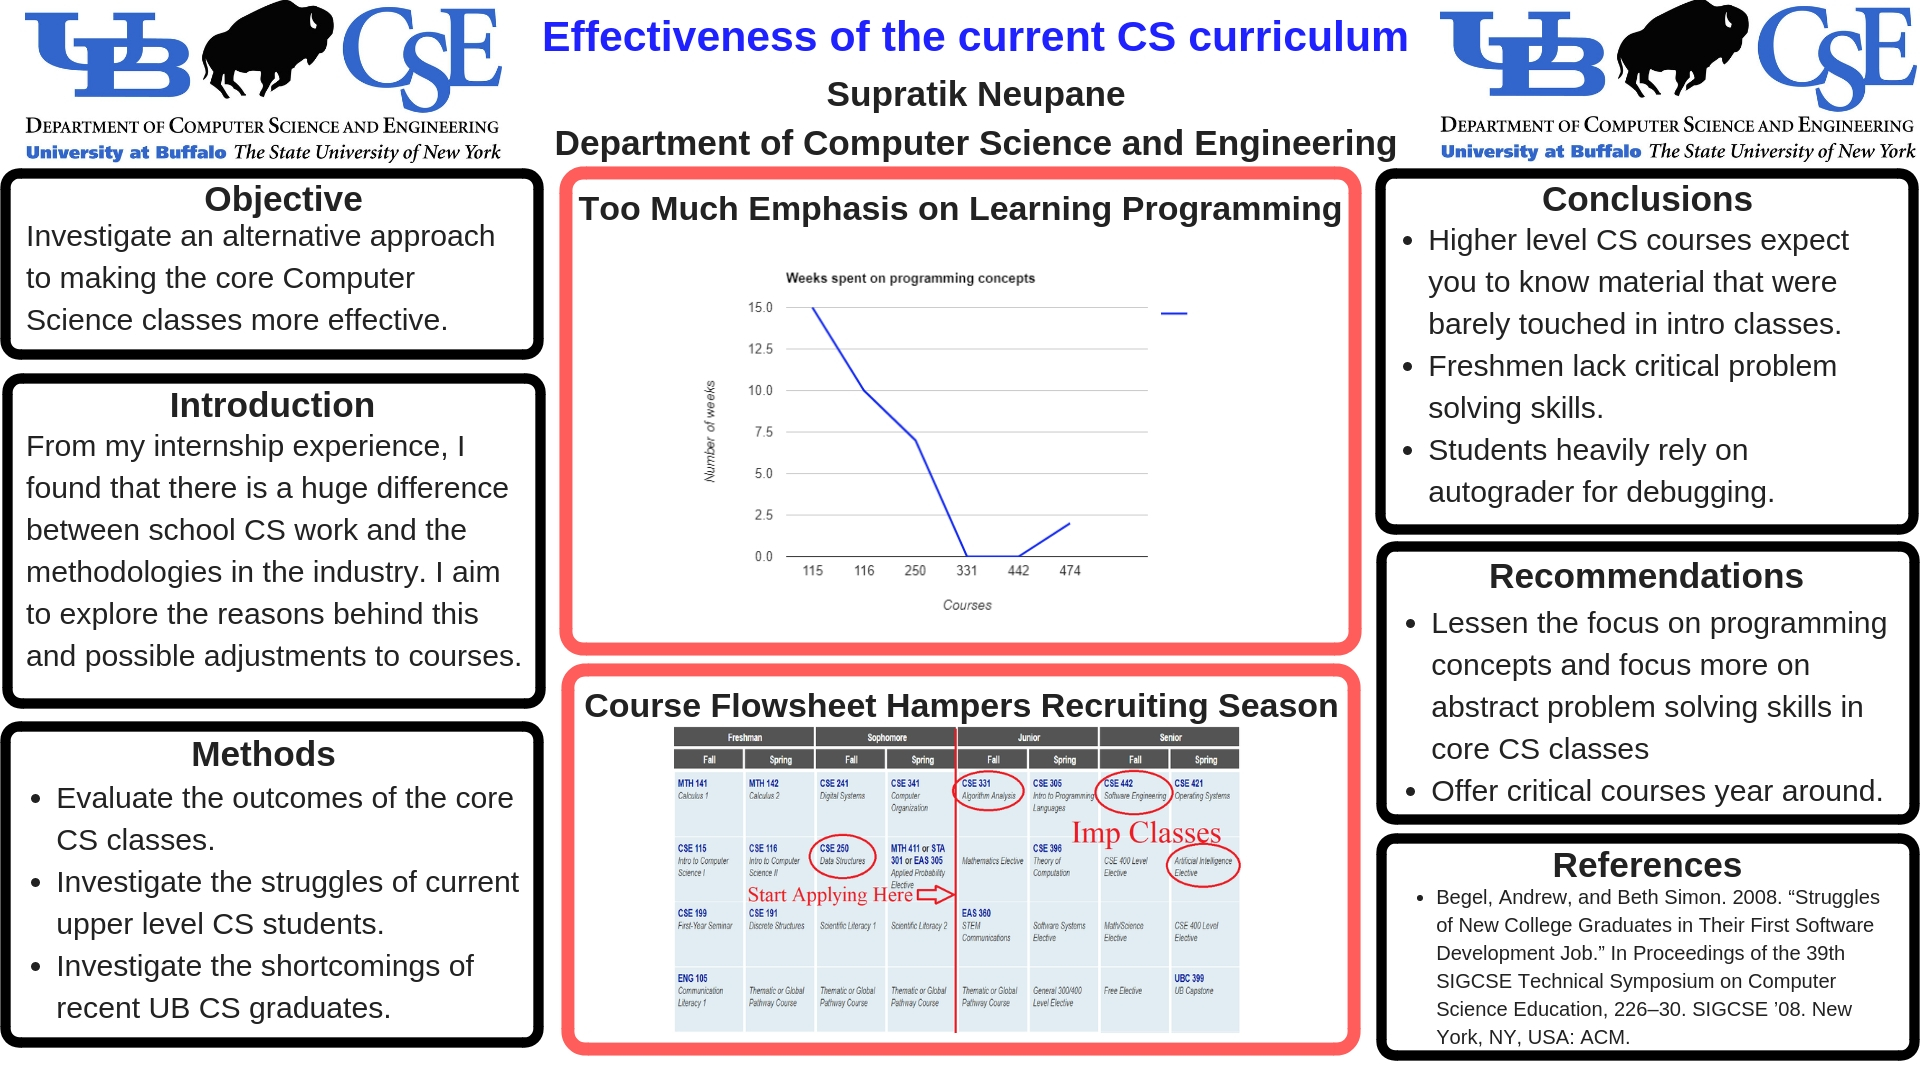 UB CSE
DEPARTMENT OF COMPUTER SCIENCE AND ENGINEERING
University at Buffalo The State University of New York
Effectiveness of the current CS curriculum
Supratik Neupane
Department of Computer Science and Engineering
UB CSE
DEPARTMENT OF COMPUTER SCIENCE AND ENGINEERING
University at Buffalo The State University of New York
Objective
Investigate an alternative approach
to making the core Computer
Science classes more effective.
Introduction
From my internship experience, I
found that there is a huge difference
between school CS work and the
methodologies in the industry. I aim
to explore the reasons behind this
and possible adjustments to courses.
Methods
• Evaluate the outcomes of the core
CS classes.
• Investigate the struggles of current
upper level CS students.
• Investigate the shortcomings of
recent UB CS graduates.
Too Much Emphasis on Learning Programming
Weeks spent on programming concepts
Number of weeks
15.0
12.5
10.0
7.5
5.0
2.5
0.0
115 116 250 331 442 474
Courses
Course Flowsheet Hampers Recruiting Season
Freshman Sophomore Junior Senior
Fall Spring Fall Spring Fall Spring Fall Spring
MTH 141 MTH 142 CSE 241 CSE 341 CSE 331 CSE 305 CSE 442 CSE 421
Calculus 1 Calculus 2 Digital Systems Computer Algorithm Analysis Intro to Programming Software Engineering Operating Systems
Organization Languages
Imp Classes
CSE 115 CSE 116 CSE 250 MTH 411 or STA CSE 396
Intro to Computer Intro to Computer Data Structures 301 or EAS 305 Mathematics Elective Theory of CSE 400 Level Artificial Intelligence
Science I Science II Applied Probability Computation Elective Elective
Elective
Start Applying Here
CSE 199 CSE 191 EAS 360
First-Year Seminar Discrete Structures Scientific Literacy 1 Scientific Literacy 2 STEM Software Systems Math/Science CSE 400 Level
Communications Elective Elective Elective
ENG 105 UBC 399
Communication Thematic or Global Thematic or Global Thematic or Global Thematic or Global General 300/400 Free Elective UB Capstone
Literacy 1 Pathway Course Pathway Course Pathway Course Pathway Course Level Elective
Conclusions
• Higher level CS courses expect
you to know material that were
barely touched in intro classes.
• Freshmen lack critical problem
solving skills.
• Students heavily rely on
autograder for debugging.
Recommendations
• Lessen the focus on programming
concepts and focus more on
abstract problem solving skills in
core CS classes
• Offer critical courses year around.
References
• Begel, Andrew, and Beth Simon. 2008. “Struggles
of New College Graduates in Their First Software
Development Job.” In Proceedings of the 39th
SIGCSE Technical Symposium on Computer
Science Education, 226–30. SIGCSE ’08. New
York, NY, USA: ACM.